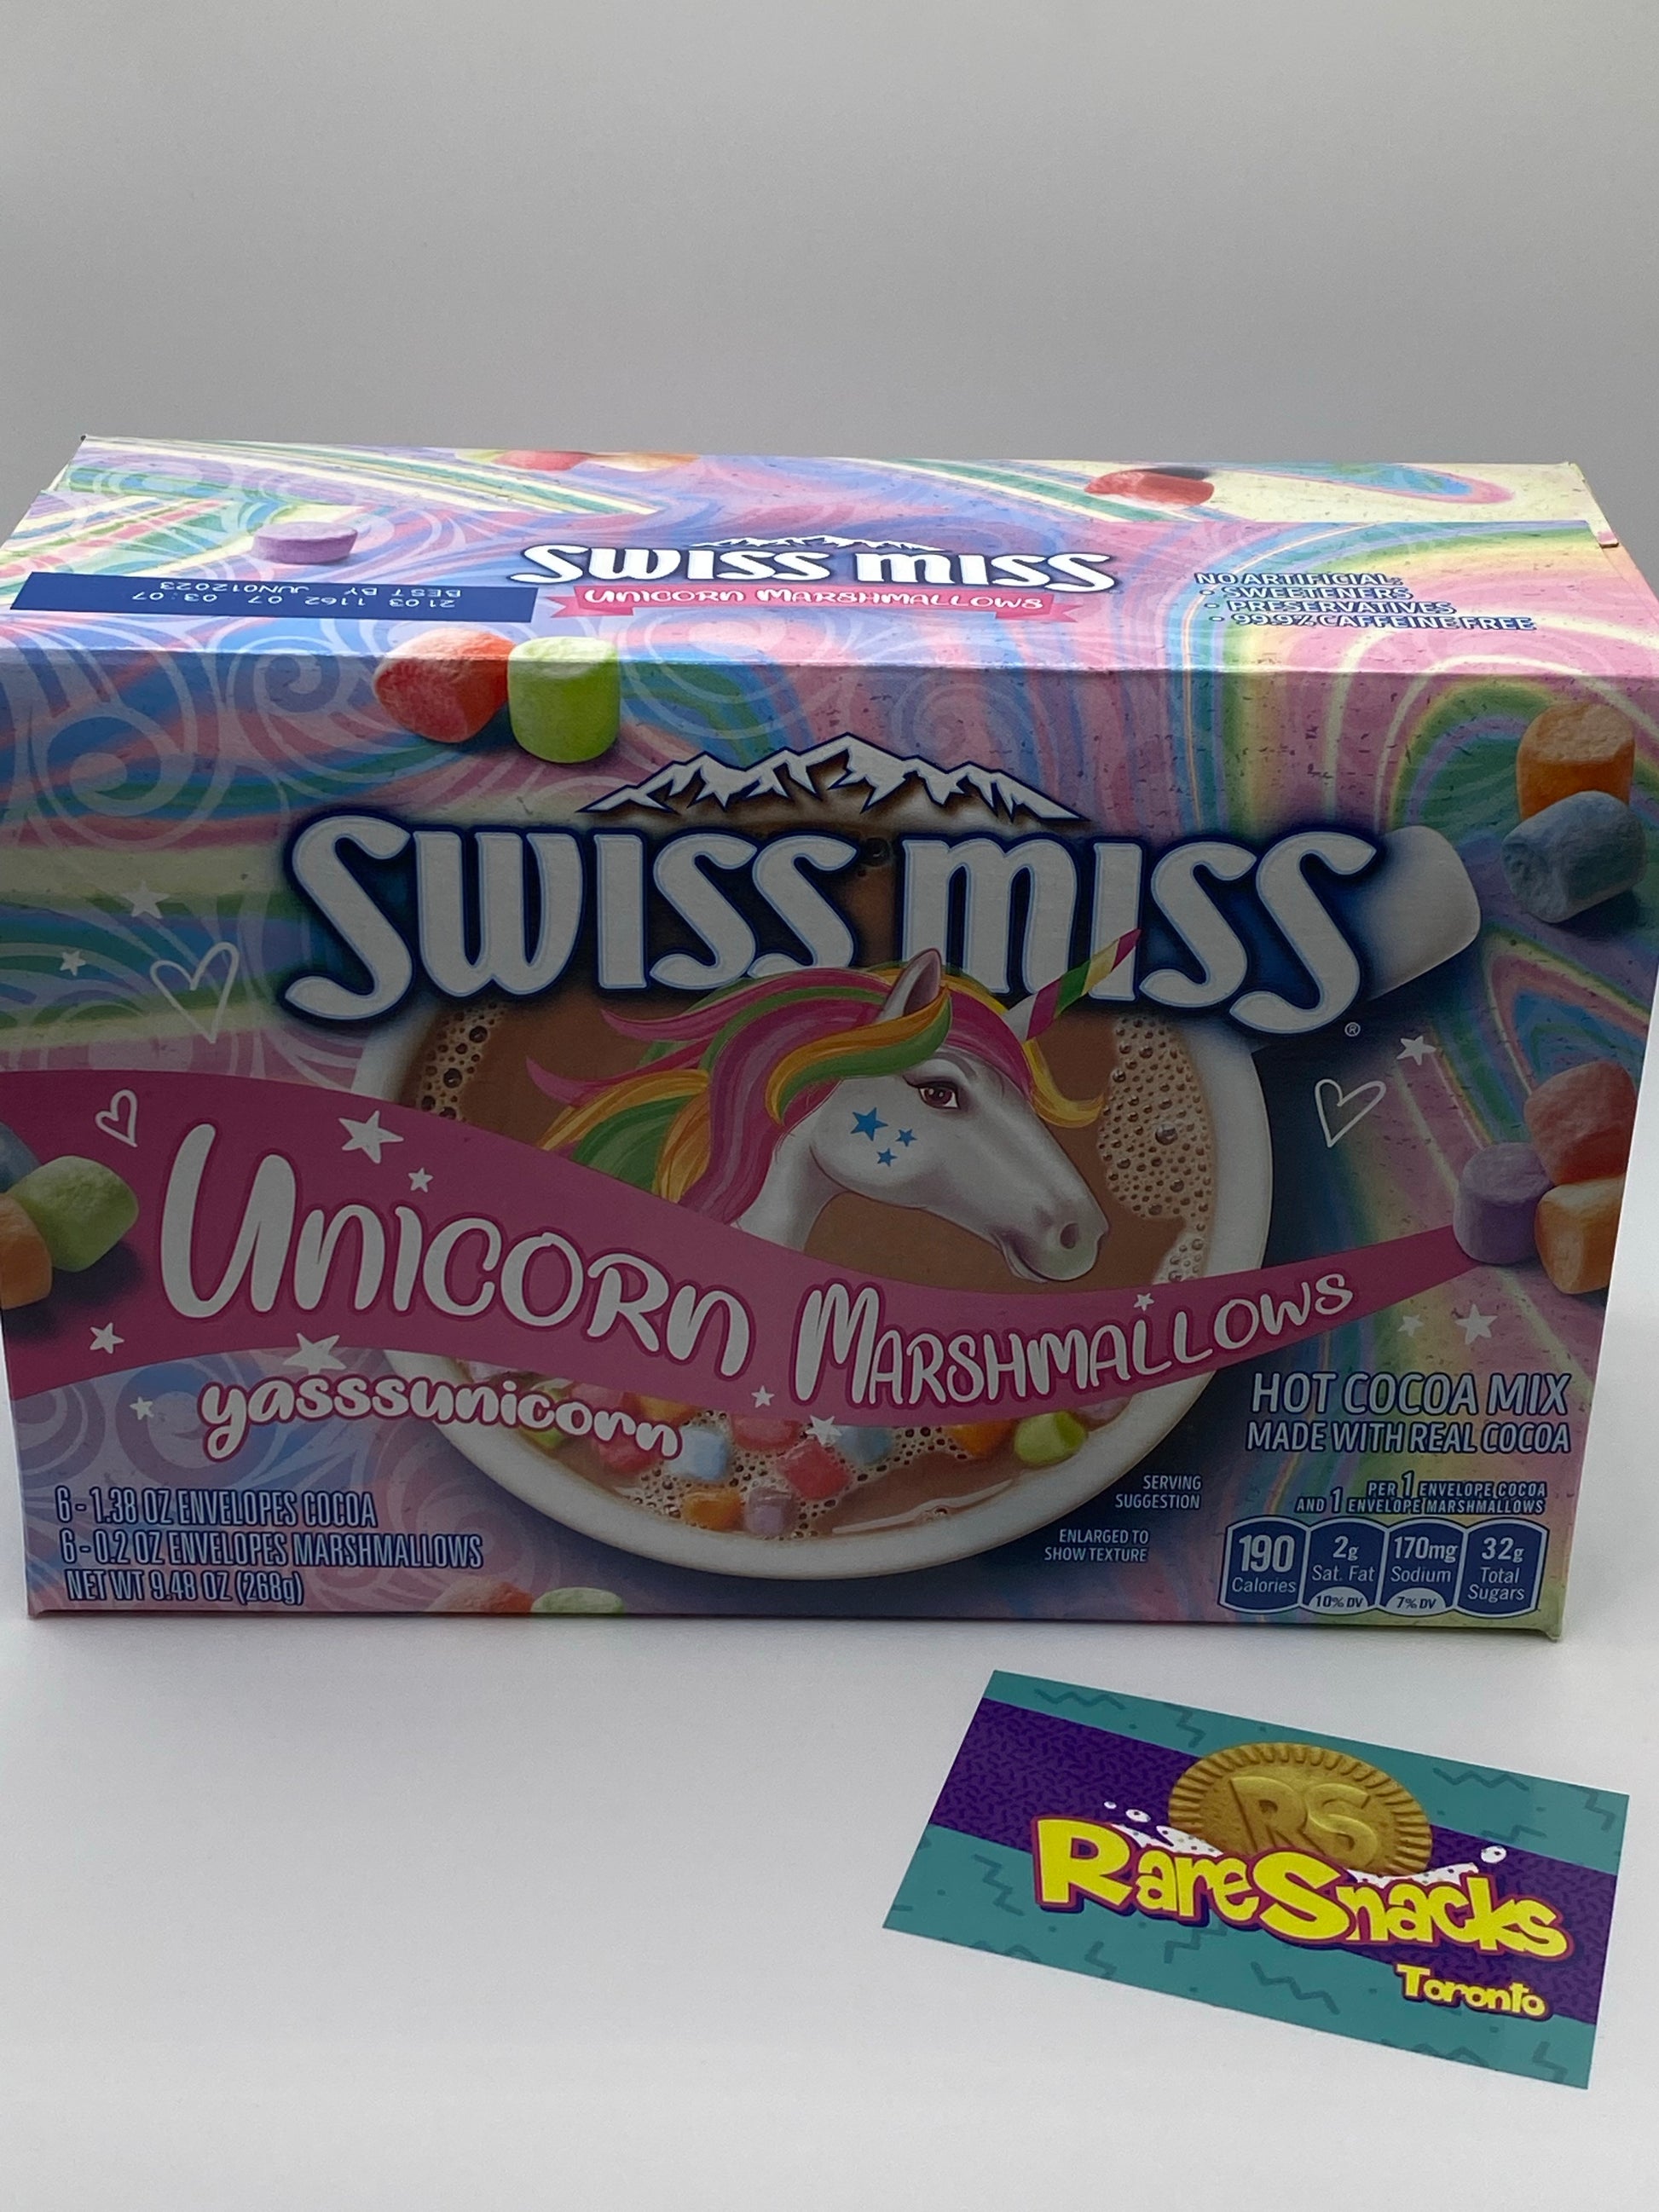 SWISS MISS
UNICORN MARSHMALLOWS
2103 1162 07 03:07
BEST BY JUN012023
NO ARTIFICIAL:
• SWEETENERS
• PRESERVATIVES
• 99.9% CAFFEINE FREE
SWISS MISS®
UNICORN MARSHMALLOWS
yasssunicorn
HOT COCOA MIX
MADE WITH REAL COCOA
6 - 1.38 OZ ENVELOPES COCOA
6 - 0.2 OZ ENVELOPES MARSHMALLOWS
NET WT 9.48 OZ (268g)
SERVING
SUGGESTION
ENLARGED TO
SHOW TEXTURE
PER 1 ENVELOPE COCOA
AND 1 ENVELOPE MARSHMALLOWS
190 Calories
2g Sat. Fat 10% DV
170mg Sodium 7% DV
32g Total Sugars
RS
RareSnacks
Toronto